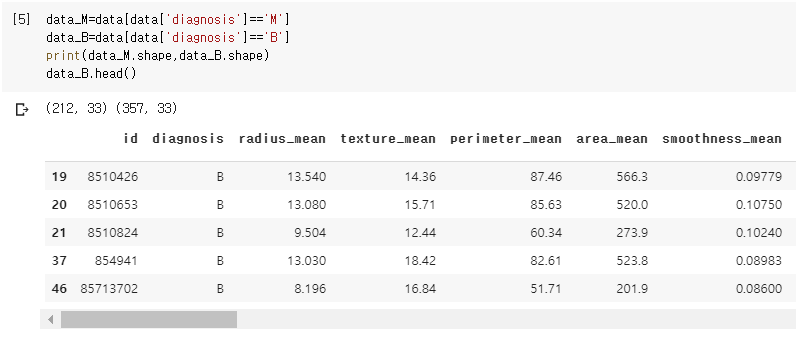 [5] data_M=data[data['diagnosis']=='M']
data_B=data[data['diagnosis']=='B']
print(data_M.shape,data_B.shape)
data_B.head()
(212, 33) (357, 33)
id diagnosis radius_mean texture_mean perimeter_mean area_mean smoothness_mean
19 8510426 B 13.540 14.36 87.46 566.3 0.09779
20 8510653 B 13.080 15.71 85.63 520.0 0.10750
21 8510824 B 9.504 12.44 60.34 273.9 0.10240
37 854941 B 13.030 18.42 82.61 523.8 0.08983
46 85713702 B 8.196 16.84 51.71 201.9 0.08600